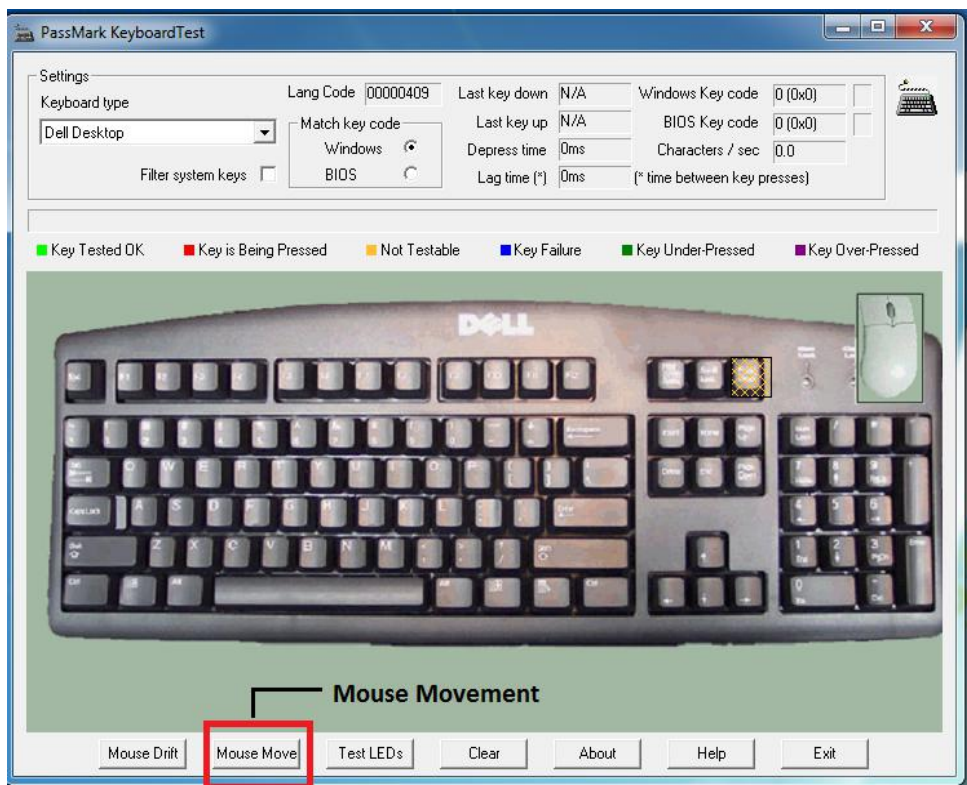 PassMark KeyboardTest
Settings
Keyboard type
Dell Desktop
Filter system keys
Lang Code 00000409
Match key code
Windows
BIOS
Last key down N/A
Last key up N/A
Depress time 0ms
Lag time (*) 0ms
Windows Key code 0 (0x0)
BIOS Key code 0 (0x0)
Characters / sec 0.0
(* time between key presses)
Key Tested OK Key is Being Pressed Not Testable Key Failure Key Under-Pressed Key Over-Pressed
DELL
Q W E R T Y U I O P
A S D F G H J K L
Z X C V B N M
Mouse Movement
Mouse Drift Mouse Move Test LEDs Clear About Help Exit